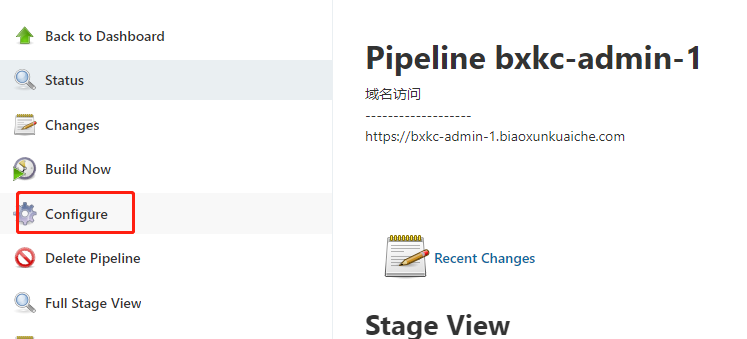 Back to Dashboard
Status
Changes
Build Now
Configure
Delete Pipeline
Full Stage View
Pipeline bxkc-admin-1
域名访问
-------------------
https://bxkc-admin-1.biaoxunkuaiche.com
Recent Changes
Stage View